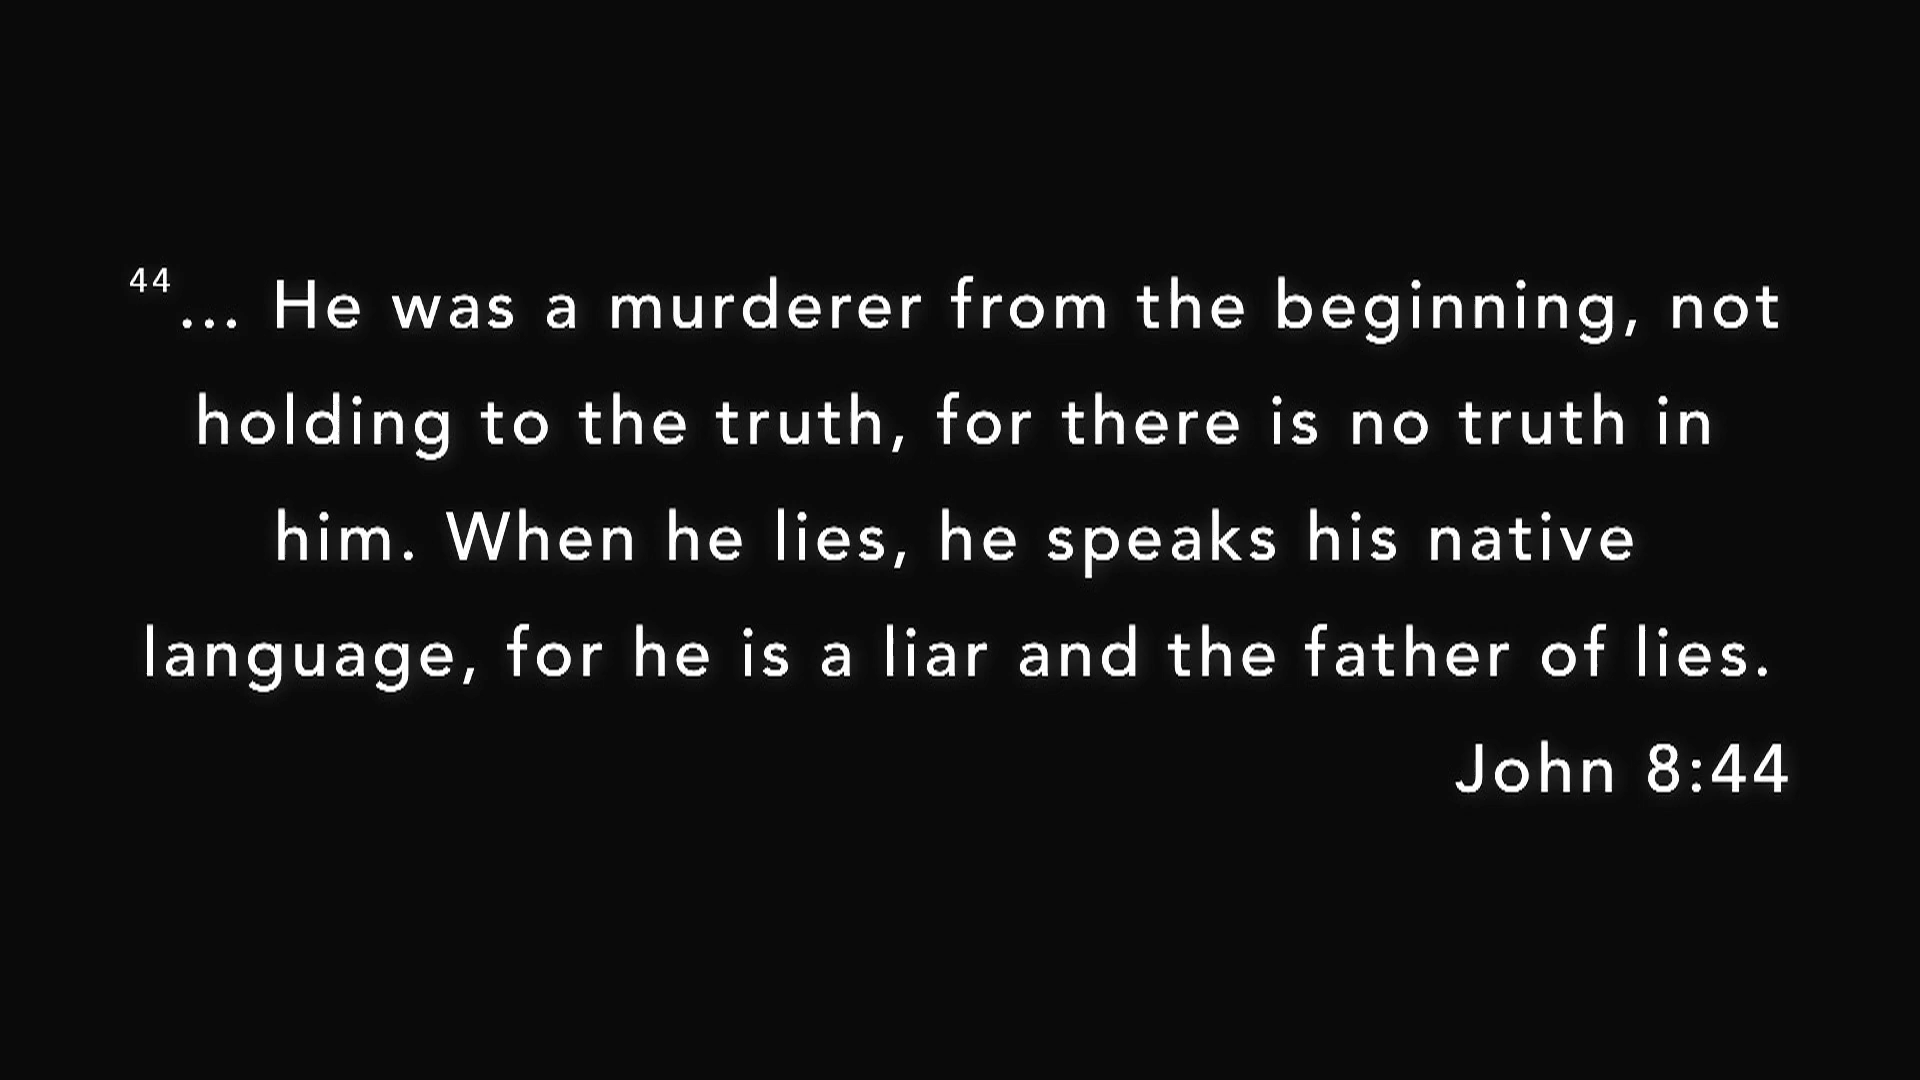 44... He was a murderer from the beginning, not
holding to the truth, for there is no truth in
him. When he lies, he speaks his native
language, for he is a liar and the father of lies.
John 8:44